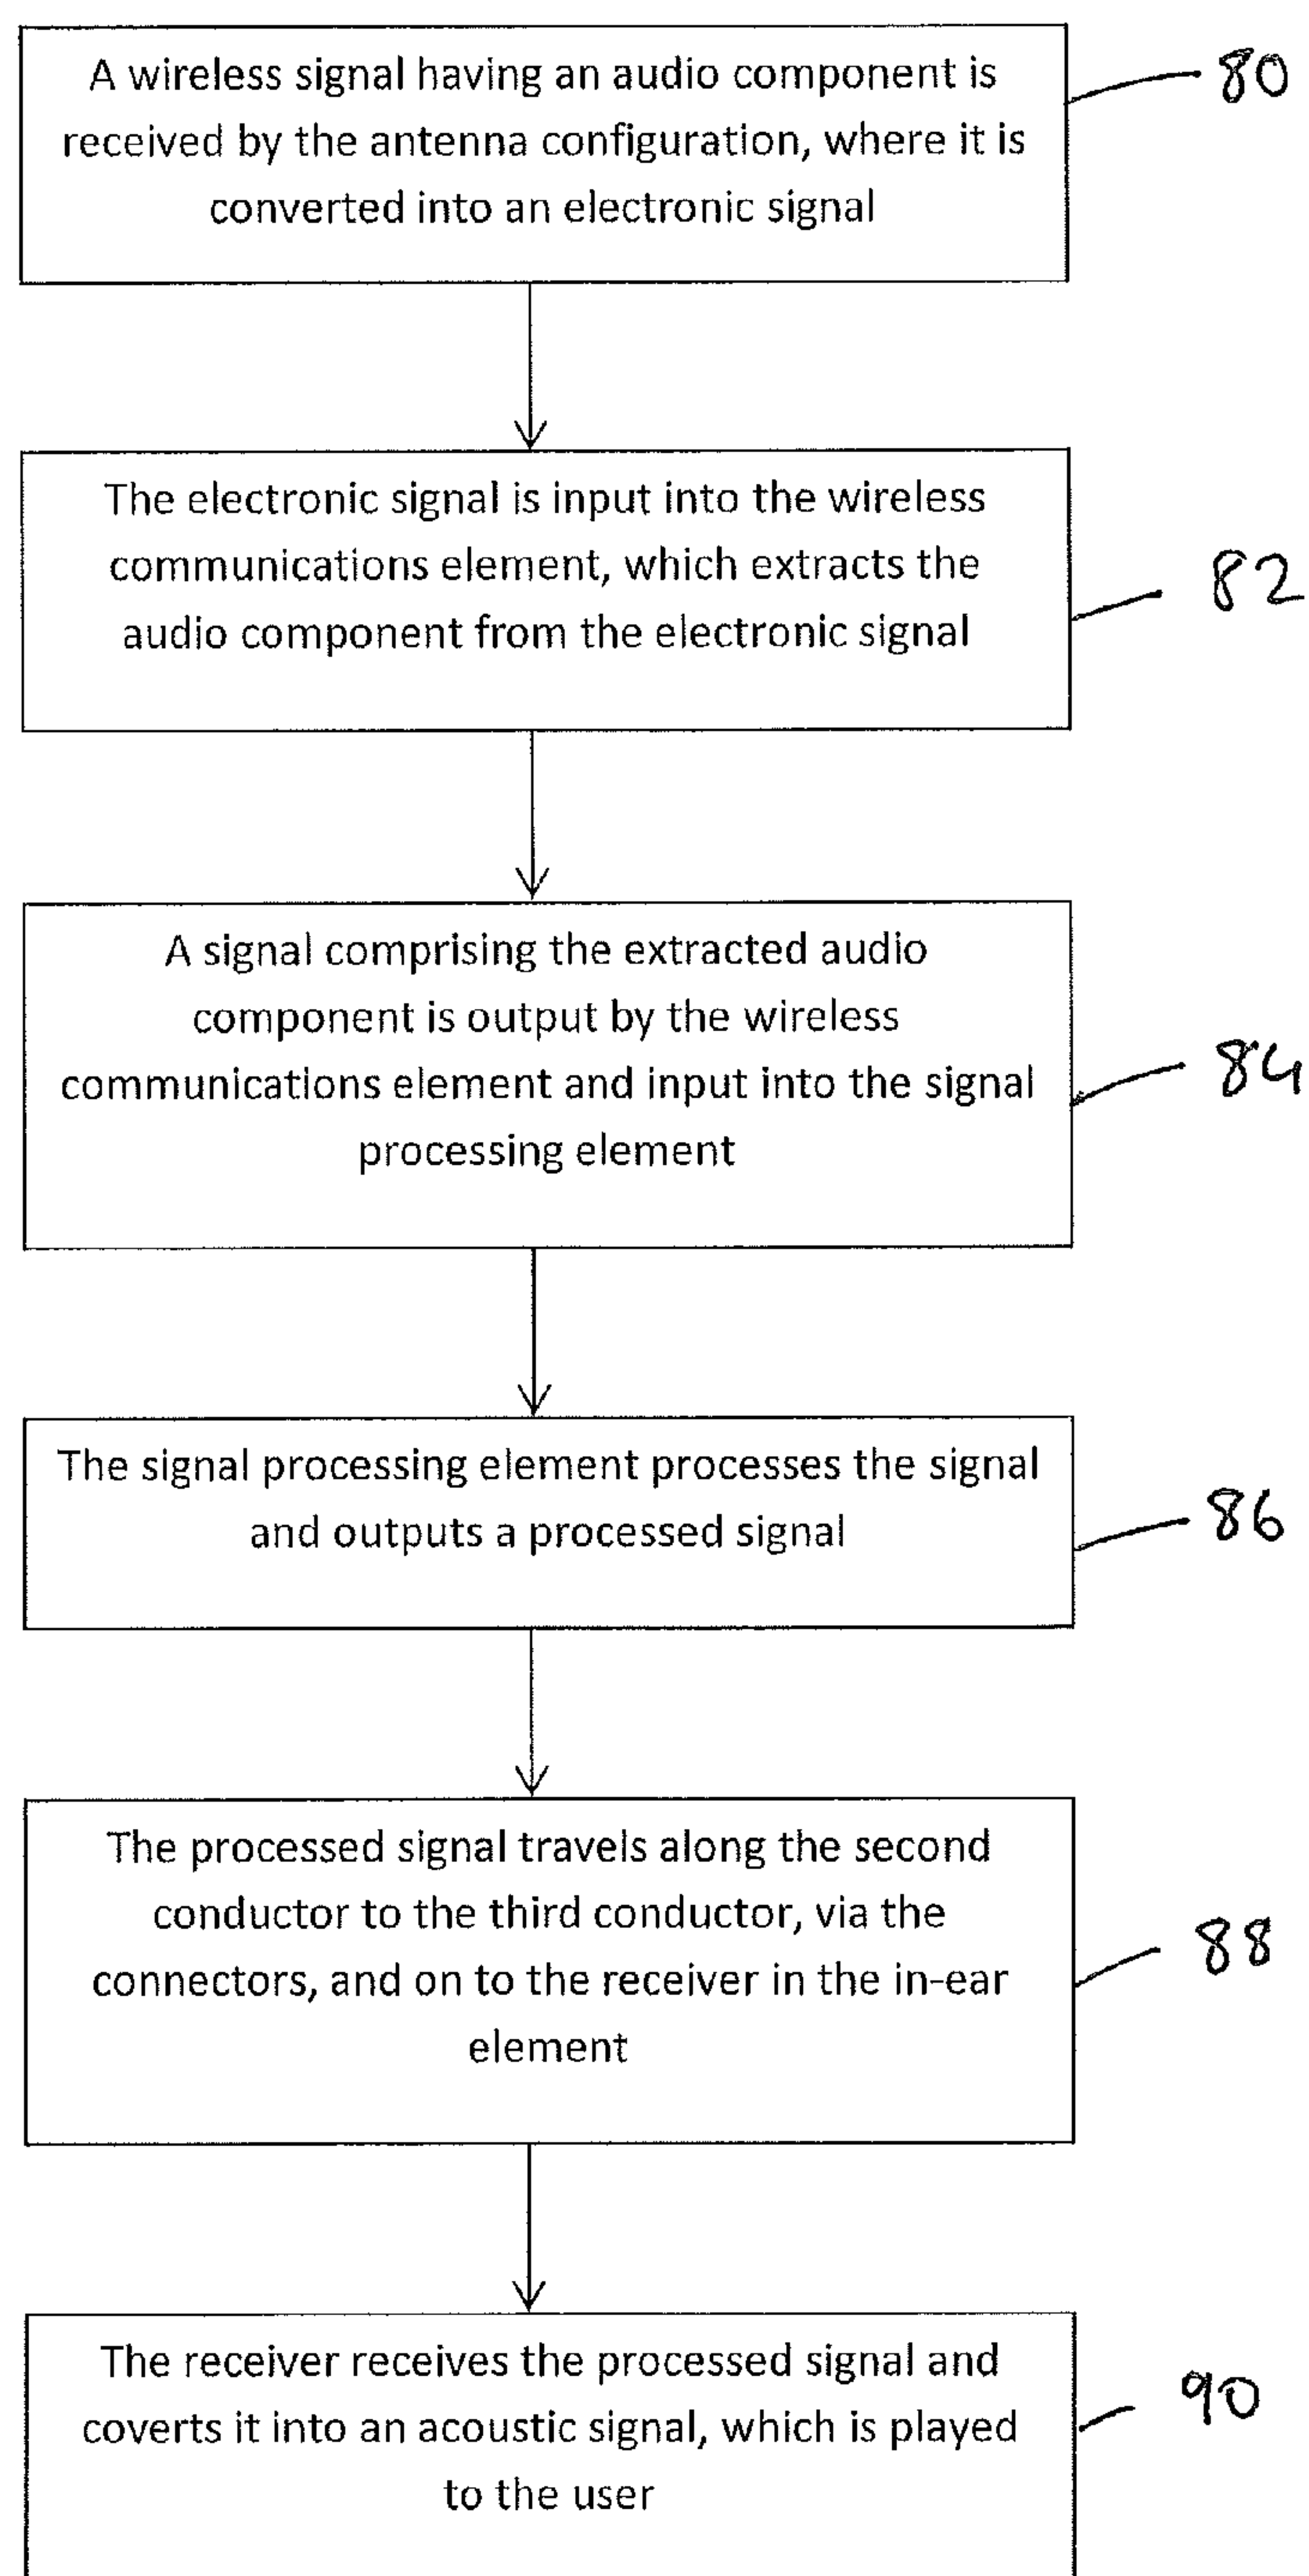 A wireless signal having an audio component is
received by the antenna configuration, where it is
converted into an electronic signal
80
The electronic signal is input into the wireless
communications element, which extracts the
audio component from the electronic signal
82
A signal comprising the extracted audio
component is output by the wireless
communications element and input into the signal
processing element
84
The signal processing element processes the signal
and outputs a processed signal
86
The processed signal travels along the second
conductor to the third conductor, via the
connectors, and on to the receiver in the in-ear
element
88
The receiver receives the processed signal and
coverts it into an acoustic signal, which is played
to the user
90